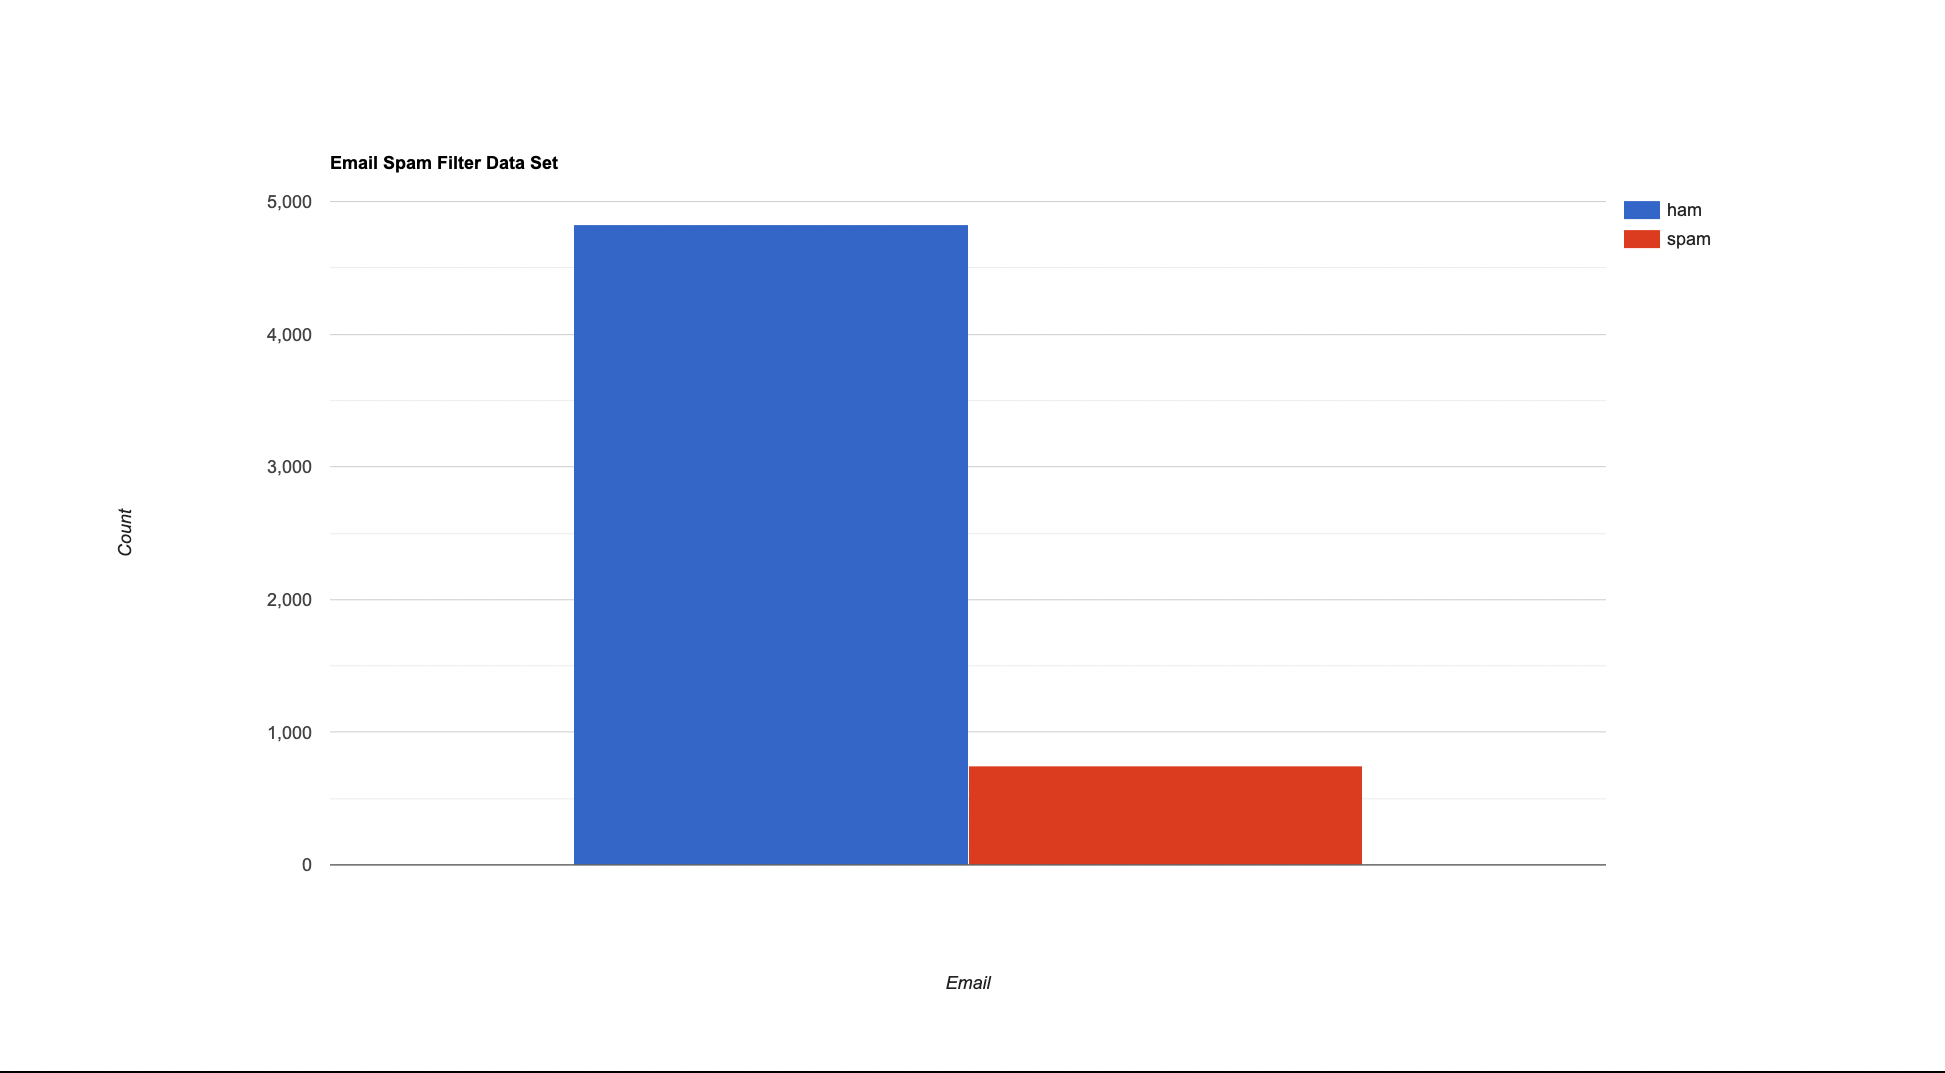 Email Spam Filter Data Set
5,000
4,000
3,000
2,000
1,000
0
Count
Email
ham
spam